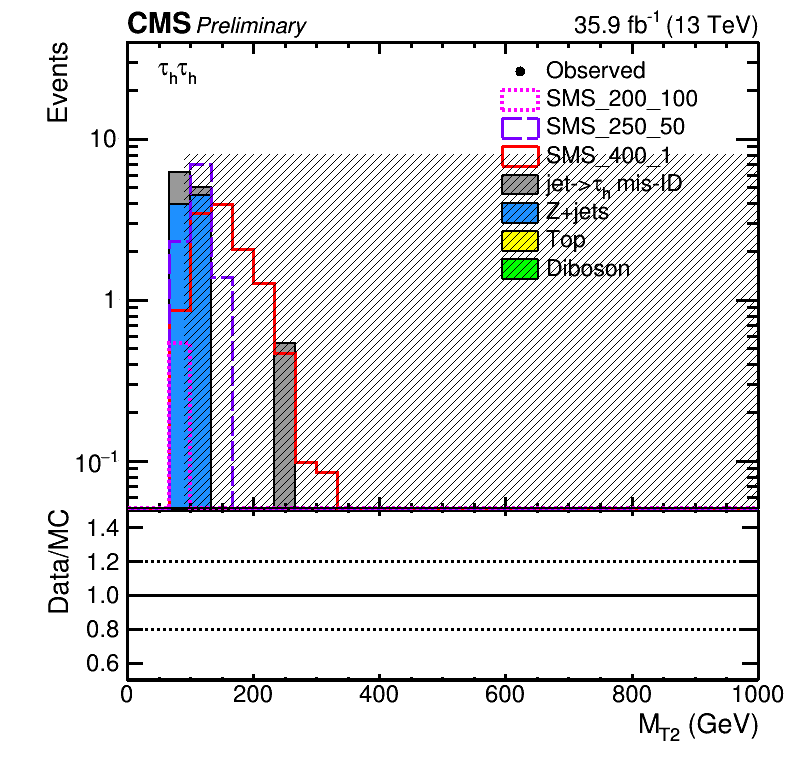 CMS Preliminary 35.9 fb⁻¹ (13 TeV)
Events
τhτh
Observed
SMS_200_100
SMS_250_50
SMS_400_1
jet->τh mis-ID
Z+jets
Top
Diboson
10
1
10⁻¹
Data/MC
1.4
1.2
1.0
0.8
0.6
0 200 400 600 800 1000
MT2 (GeV)